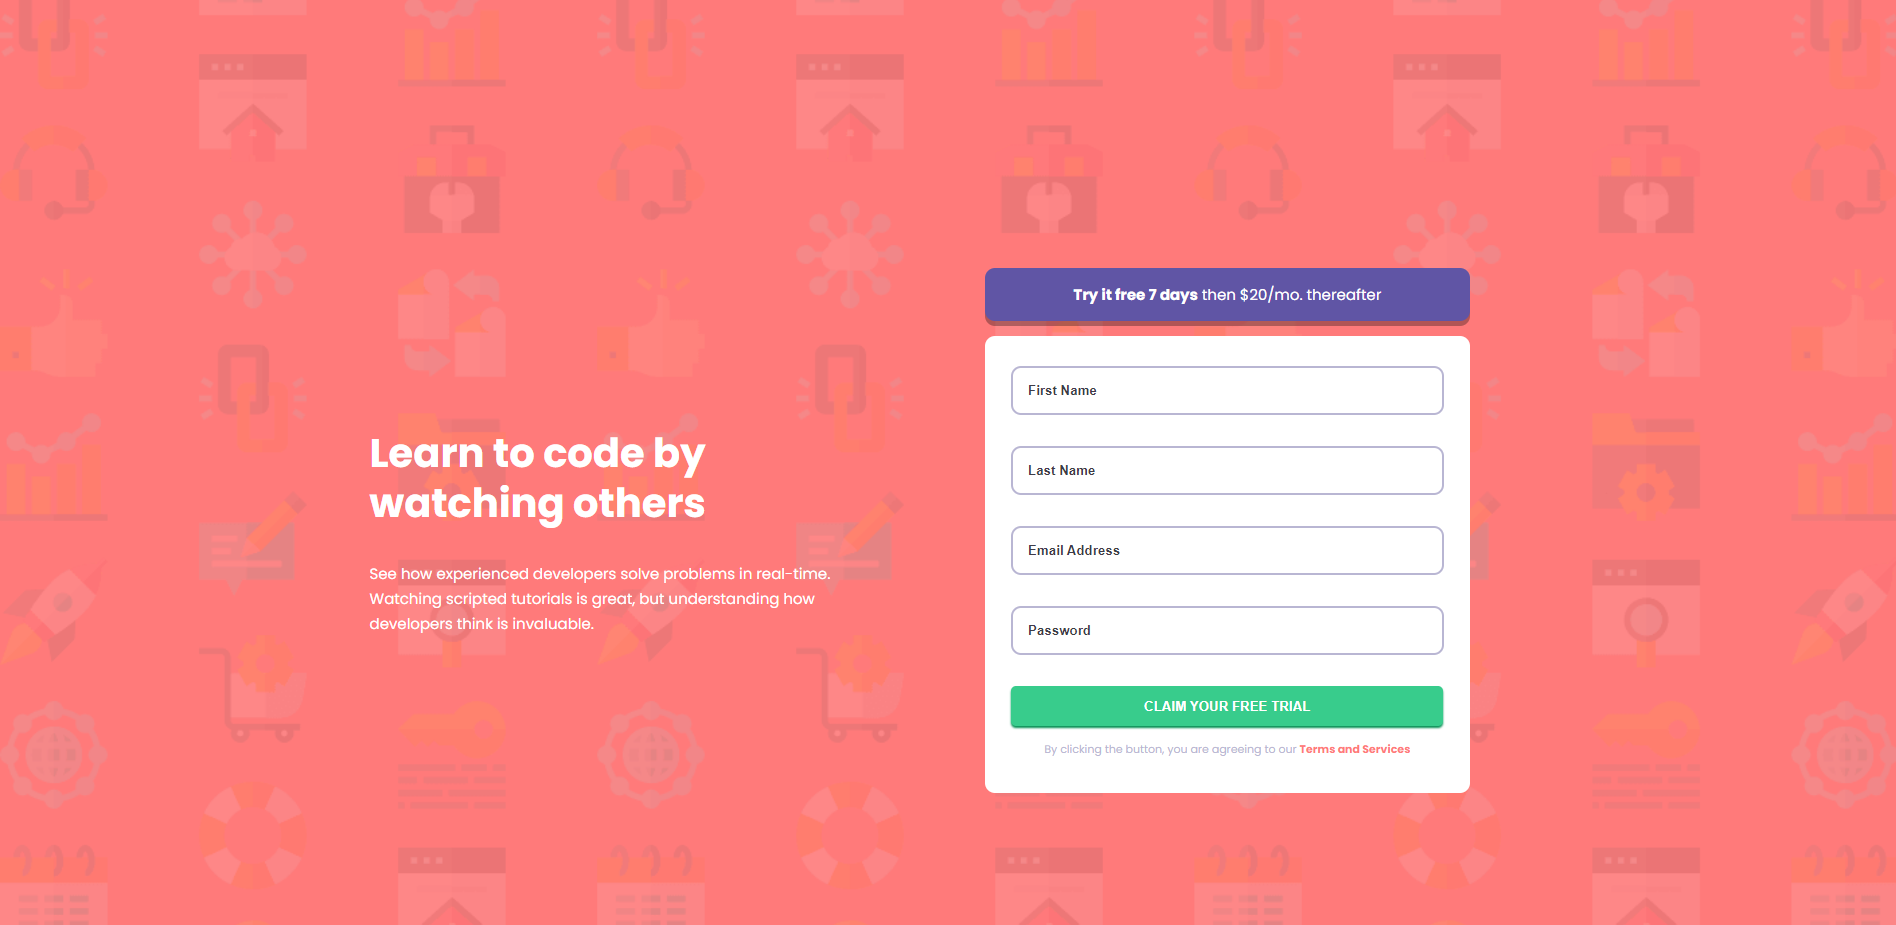 Learn to code by
watching others
See how experienced developers solve problems in real-time.
Watching scripted tutorials is great, but understanding how
developers think is invaluable.
Try it free 7 days then $20/mo. thereafter
First Name
Last Name
Email Address
Password
CLAIM YOUR FREE TRIAL
By clicking the button, you are agreeing to our Terms and Services